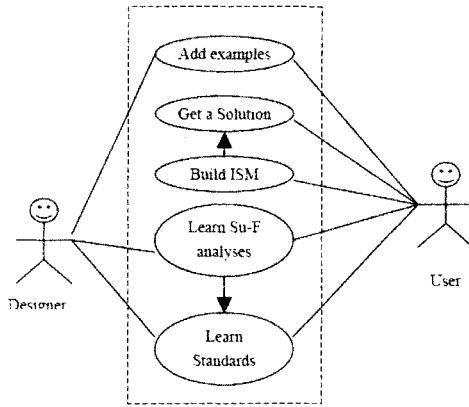 Add examples
Get a Solution
Build ISM
Learn Su-F
analyses
Designer
User
Learn
Standards